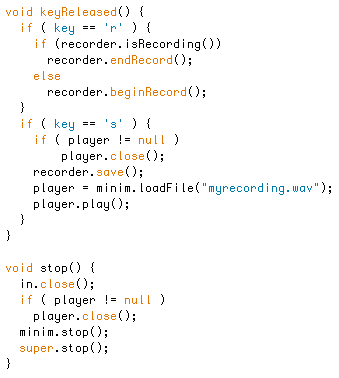 void keyReleased() {
  if ( key == 'r' ) {
    if (recorder.isRecording())
      recorder.endRecord();
    else
      recorder.beginRecord();
  }
  if ( key == 's' ) {
    if ( player != null )
        player.close();
    recorder.save();
    player = minim.loadFile("myrecording.wav");
    player.play();
  }
}

void stop() {
  in.close();
  if ( player != null )
    player.close();
  minim.stop();
  super.stop();
}